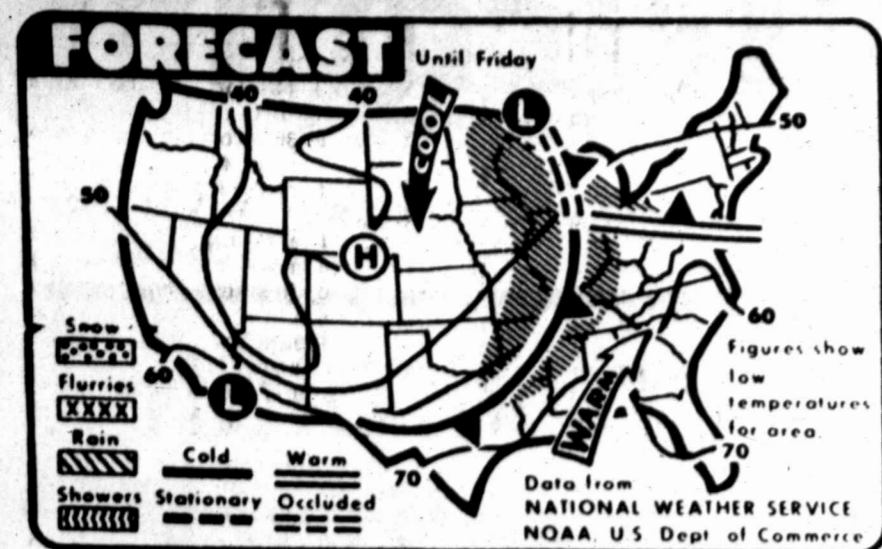 FORECAST
Until Friday
40
40
COOL
L
50
50
H
60
Snow
Flurries
Rain
Showers
60
L
Cold
Warm
Stationary
Occluded
70
WARM
70
Figures show
low
temperatures
for area.
Data from
NATIONAL WEATHER SERVICE
NOAA, U.S. Dept of Commerce